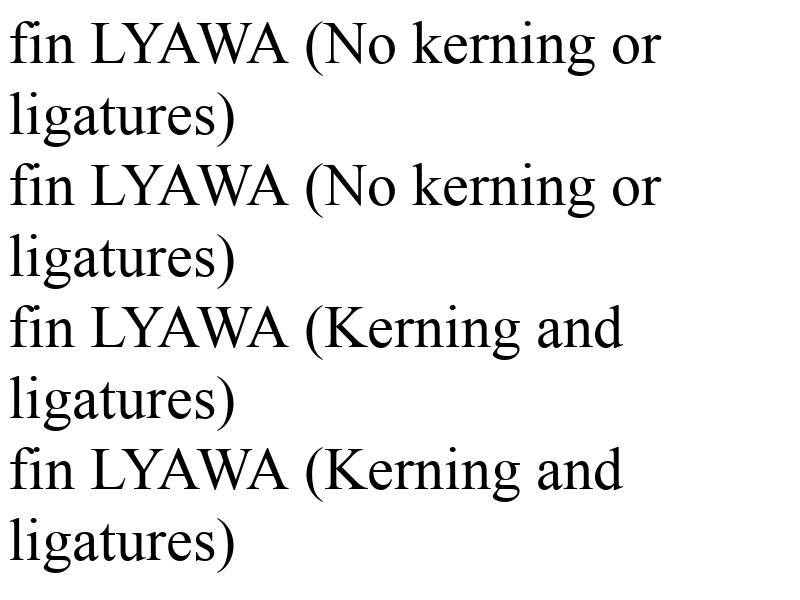 fin LYAWA (No kerning or
ligatures)
fin LYAWA (No kerning or
ligatures)
fin LYAWA (Kerning and
ligatures)
fin LYAWA (Kerning and
ligatures)